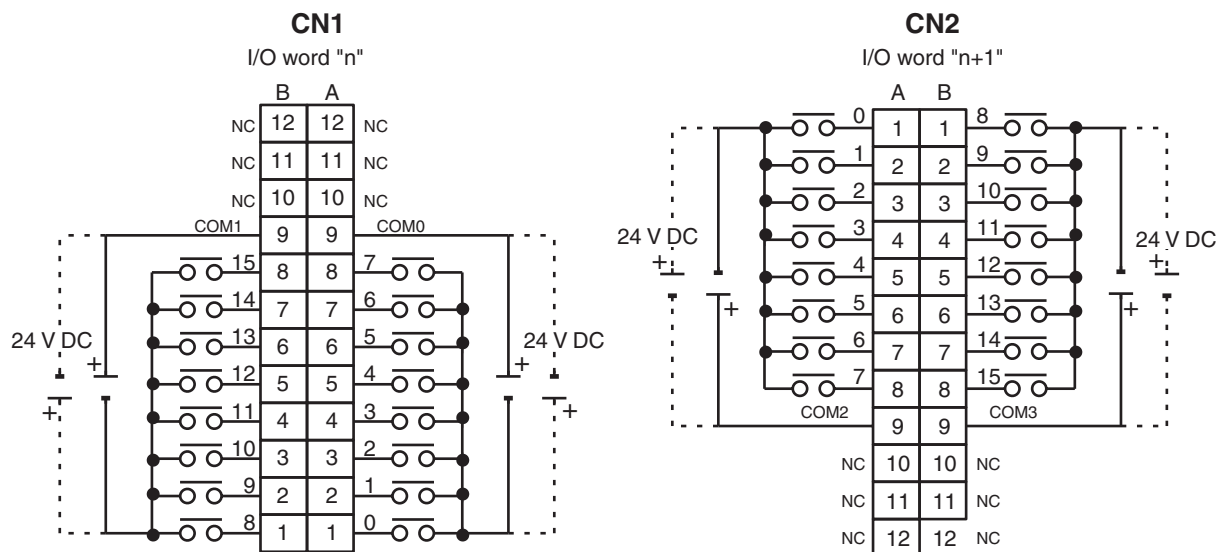 CN1
I/O word "n"
B A
NC 12 12 NC
NC 11 11 NC
NC 10 10 NC
COM1 9 9 COM0
15 8 8 7
14 7 7 6
13 6 6 5
24 V DC + + 24 V DC
12 5 5 4
+ +
11 4 4 3
10 3 3 2
9 2 2 1
8 1 1 0
CN2
I/O word "n+1"
A B
0 1 1 8
1 2 2 9
2 3 3 10
24 V DC 3 4 4 11 24 V DC
+ +
4 5 5 12
+ +
5 6 6 13
6 7 7 14
7 8 8 15
COM2 9 9 COM3
NC 10 10 NC
NC 11 11 NC
NC 12 12 NC